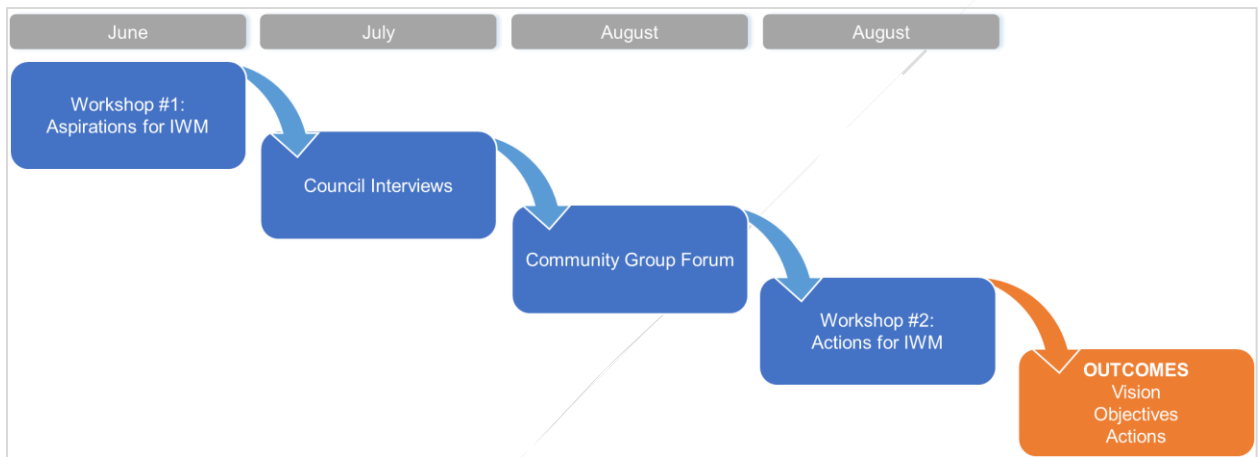 June
July
August
August
Workshop #1:
Aspirations for IWM
Council Interviews
Community Group Forum
Workshop #2:
Actions for IWM
OUTCOMES
Vision
Objectives
Actions